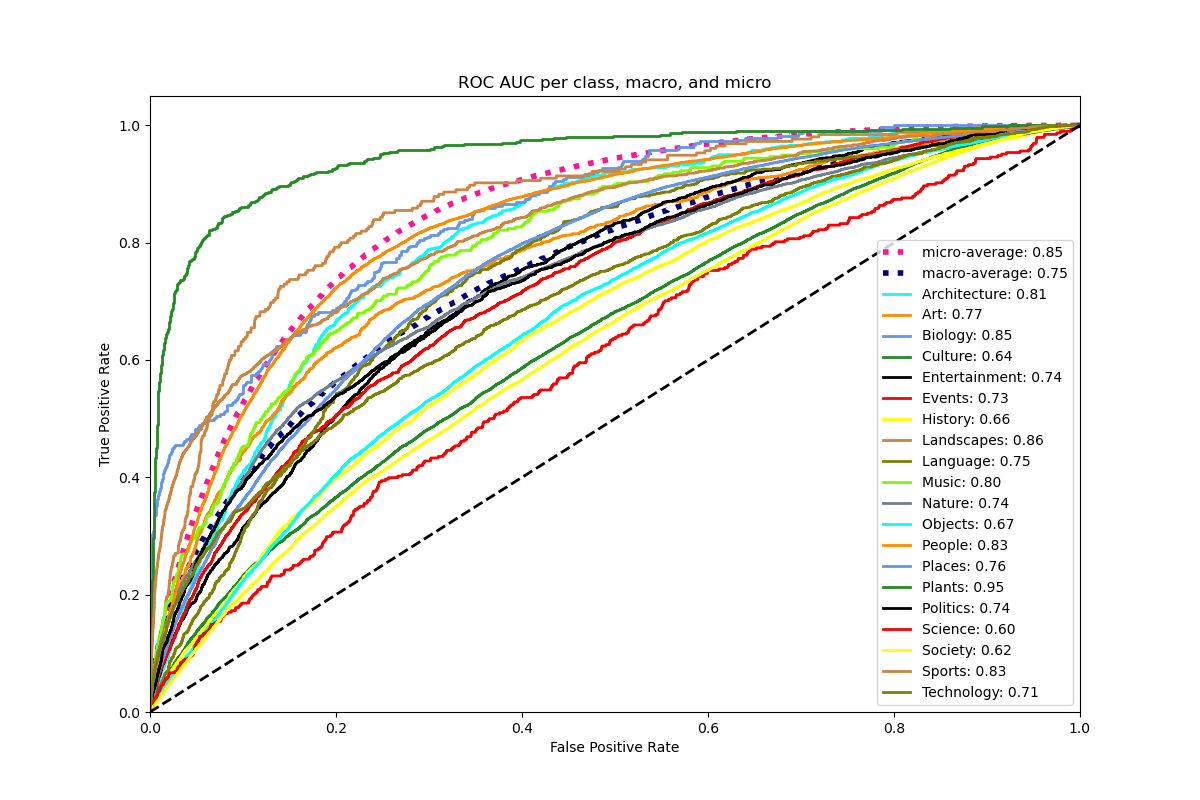 ROC AUC per class, macro, and micro
True Positive Rate
1.0
0.8
0.6
0.4
0.2
0.0
0.0 0.2 0.4 0.6 0.8 1.0
False Positive Rate
micro-average: 0.85
macro-average: 0.75
Architecture: 0.81
Art: 0.77
Biology: 0.85
Culture: 0.64
Entertainment: 0.74
Events: 0.73
History: 0.66
Landscapes: 0.86
Language: 0.75
Music: 0.80
Nature: 0.74
Objects: 0.67
People: 0.83
Places: 0.76
Plants: 0.95
Politics: 0.74
Science: 0.60
Society: 0.62
Sports: 0.83
Technology: 0.71